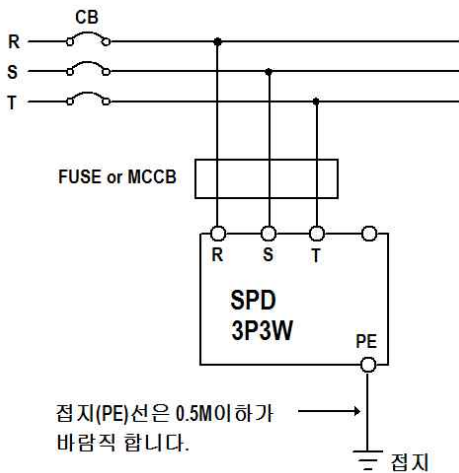 CB
R
S
T
FUSE or MCCB
R S T
SPD
3P3W
PE
접지(PE)선은 0.5M이하가
바람직 합니다.
접지